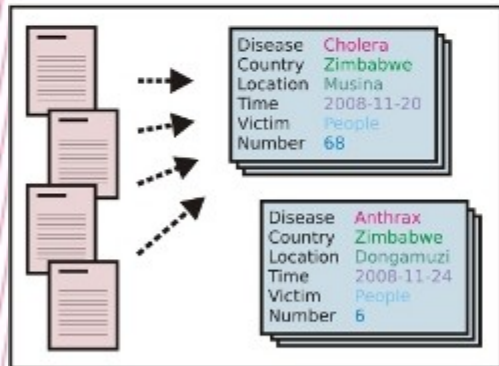 Disease Cholera
Country Zimbabwe
Location Musina
Time 2008-11-20
Victim People
Number 68
Disease Anthrax
Country Zimbabwe
Location Dongamuzi
Time 2008-11-24
Victim People
Number 6